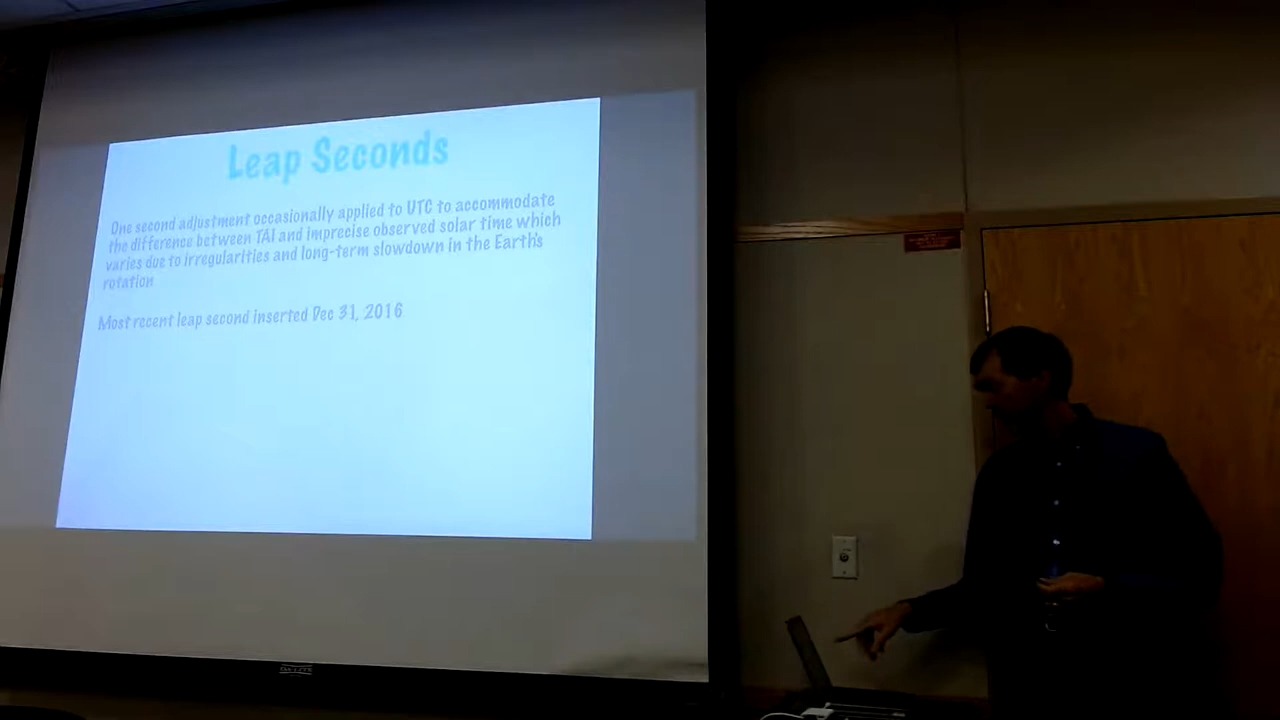 Leap Seconds
One second adjustment occasionally applied to UTC to accommodate
the difference between TAI and imprecise observed solar time which
varies due to irregularities and long-term slowdown in the Earth's
rotation
Most recent leap second inserted Dec 31, 2016
DA-LITE